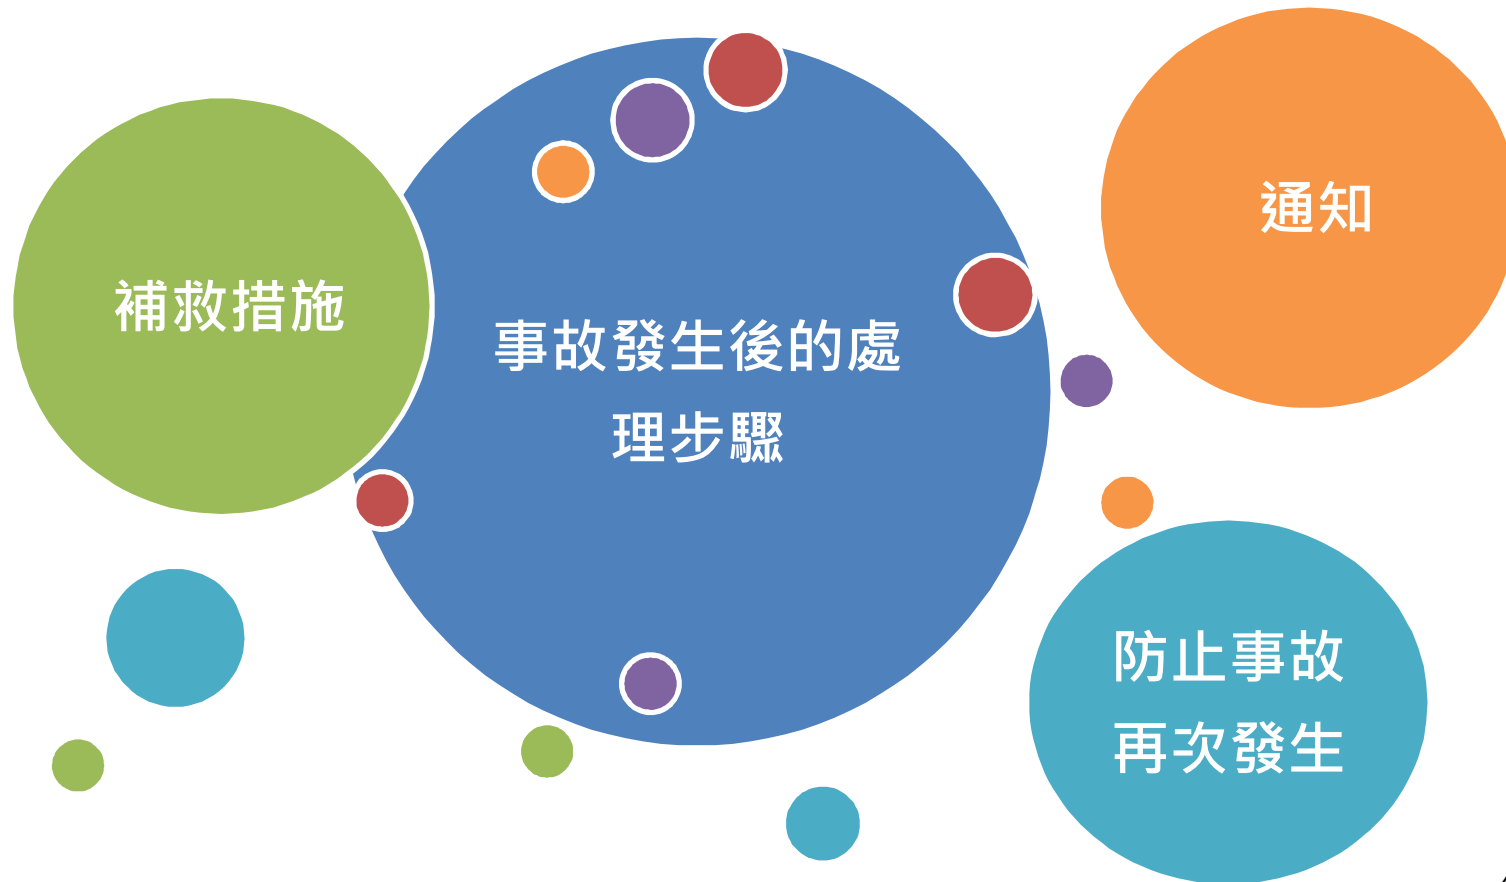 補救措施
事故發生後的處
理步驟
通知
防止事故
再次發生